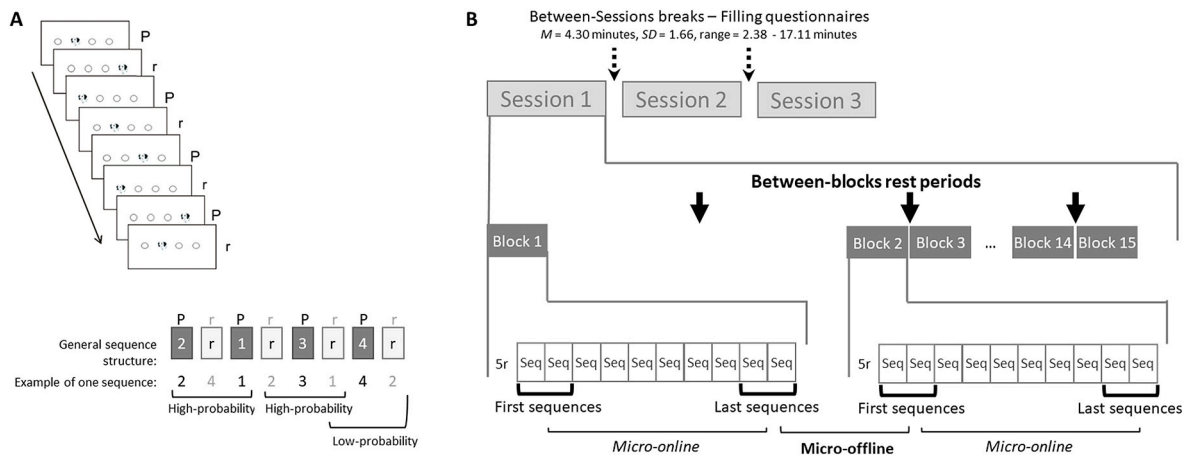 A
P
r
P
r
P
r
P
r
P r P r P r P r
General sequence structure: 2 r 1 r 3 r 4 r
Example of one sequence: 2 4 1 2 3 1 4 2
High-probability High-probability
Low-probability
B
Between-Sessions breaks – Filling questionnaires
M = 4.30 minutes, SD = 1.66, range = 2.38 - 17.11 minutes
Session 1 Session 2 Session 3
Between-blocks rest periods
Block 1 Block 2 Block 3 ... Block 14 Block 15
5r Seq Seq Seq Seq Seq Seq Seq Seq Seq Seq 5r Seq Seq Seq Seq Seq Seq Seq Seq Seq Seq
First sequences Last sequences First sequences Last sequences
Micro-online Micro-offline Micro-online